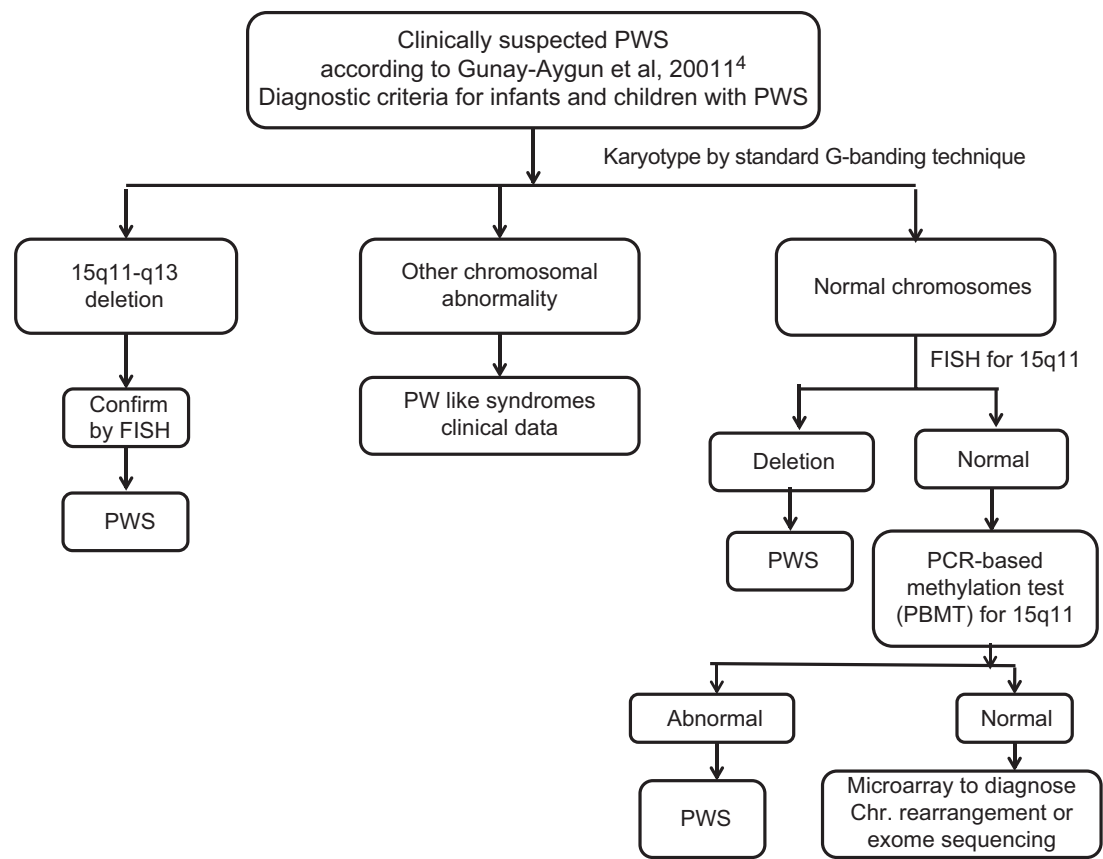 Clinically suspected PWS
according to Gunay-Aygun et al, 20011⁴
Diagnostic criteria for infants and children with PWS
Karyotype by standard G-banding technique
15q11-q13
deletion
Other chromosomal
abnormality
Normal chromosomes
FISH for 15q11
Confirm
by FISH
PW like syndromes
clinical data
Deletion
Normal
PWS
PWS
PCR-based
methylation test
(PBMT) for 15q11
Abnormal
Normal
PWS
Microarray to diagnose
Chr. rearrangement or
exome sequencing